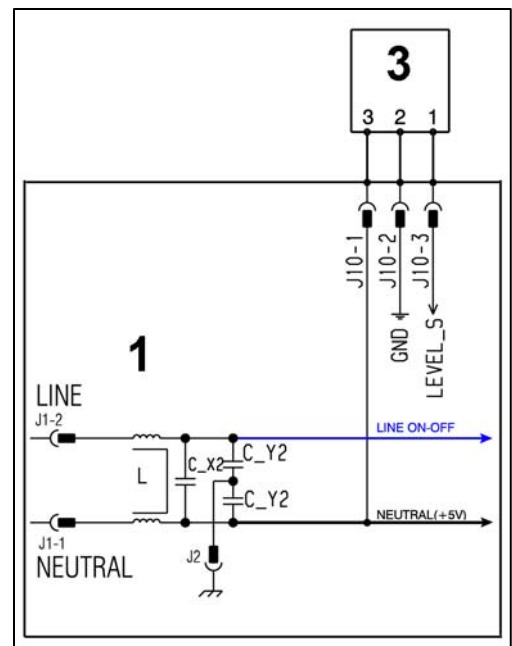 3
3 2 1
J10-1
J10-2
J10-3
GND
LEVEL_S
1
LINE
J1-2
LINE ON-OFF
C_Y2
C_X2
L
C_Y2
NEUTRAL(+5V)
J1-1
NEUTRAL
J2